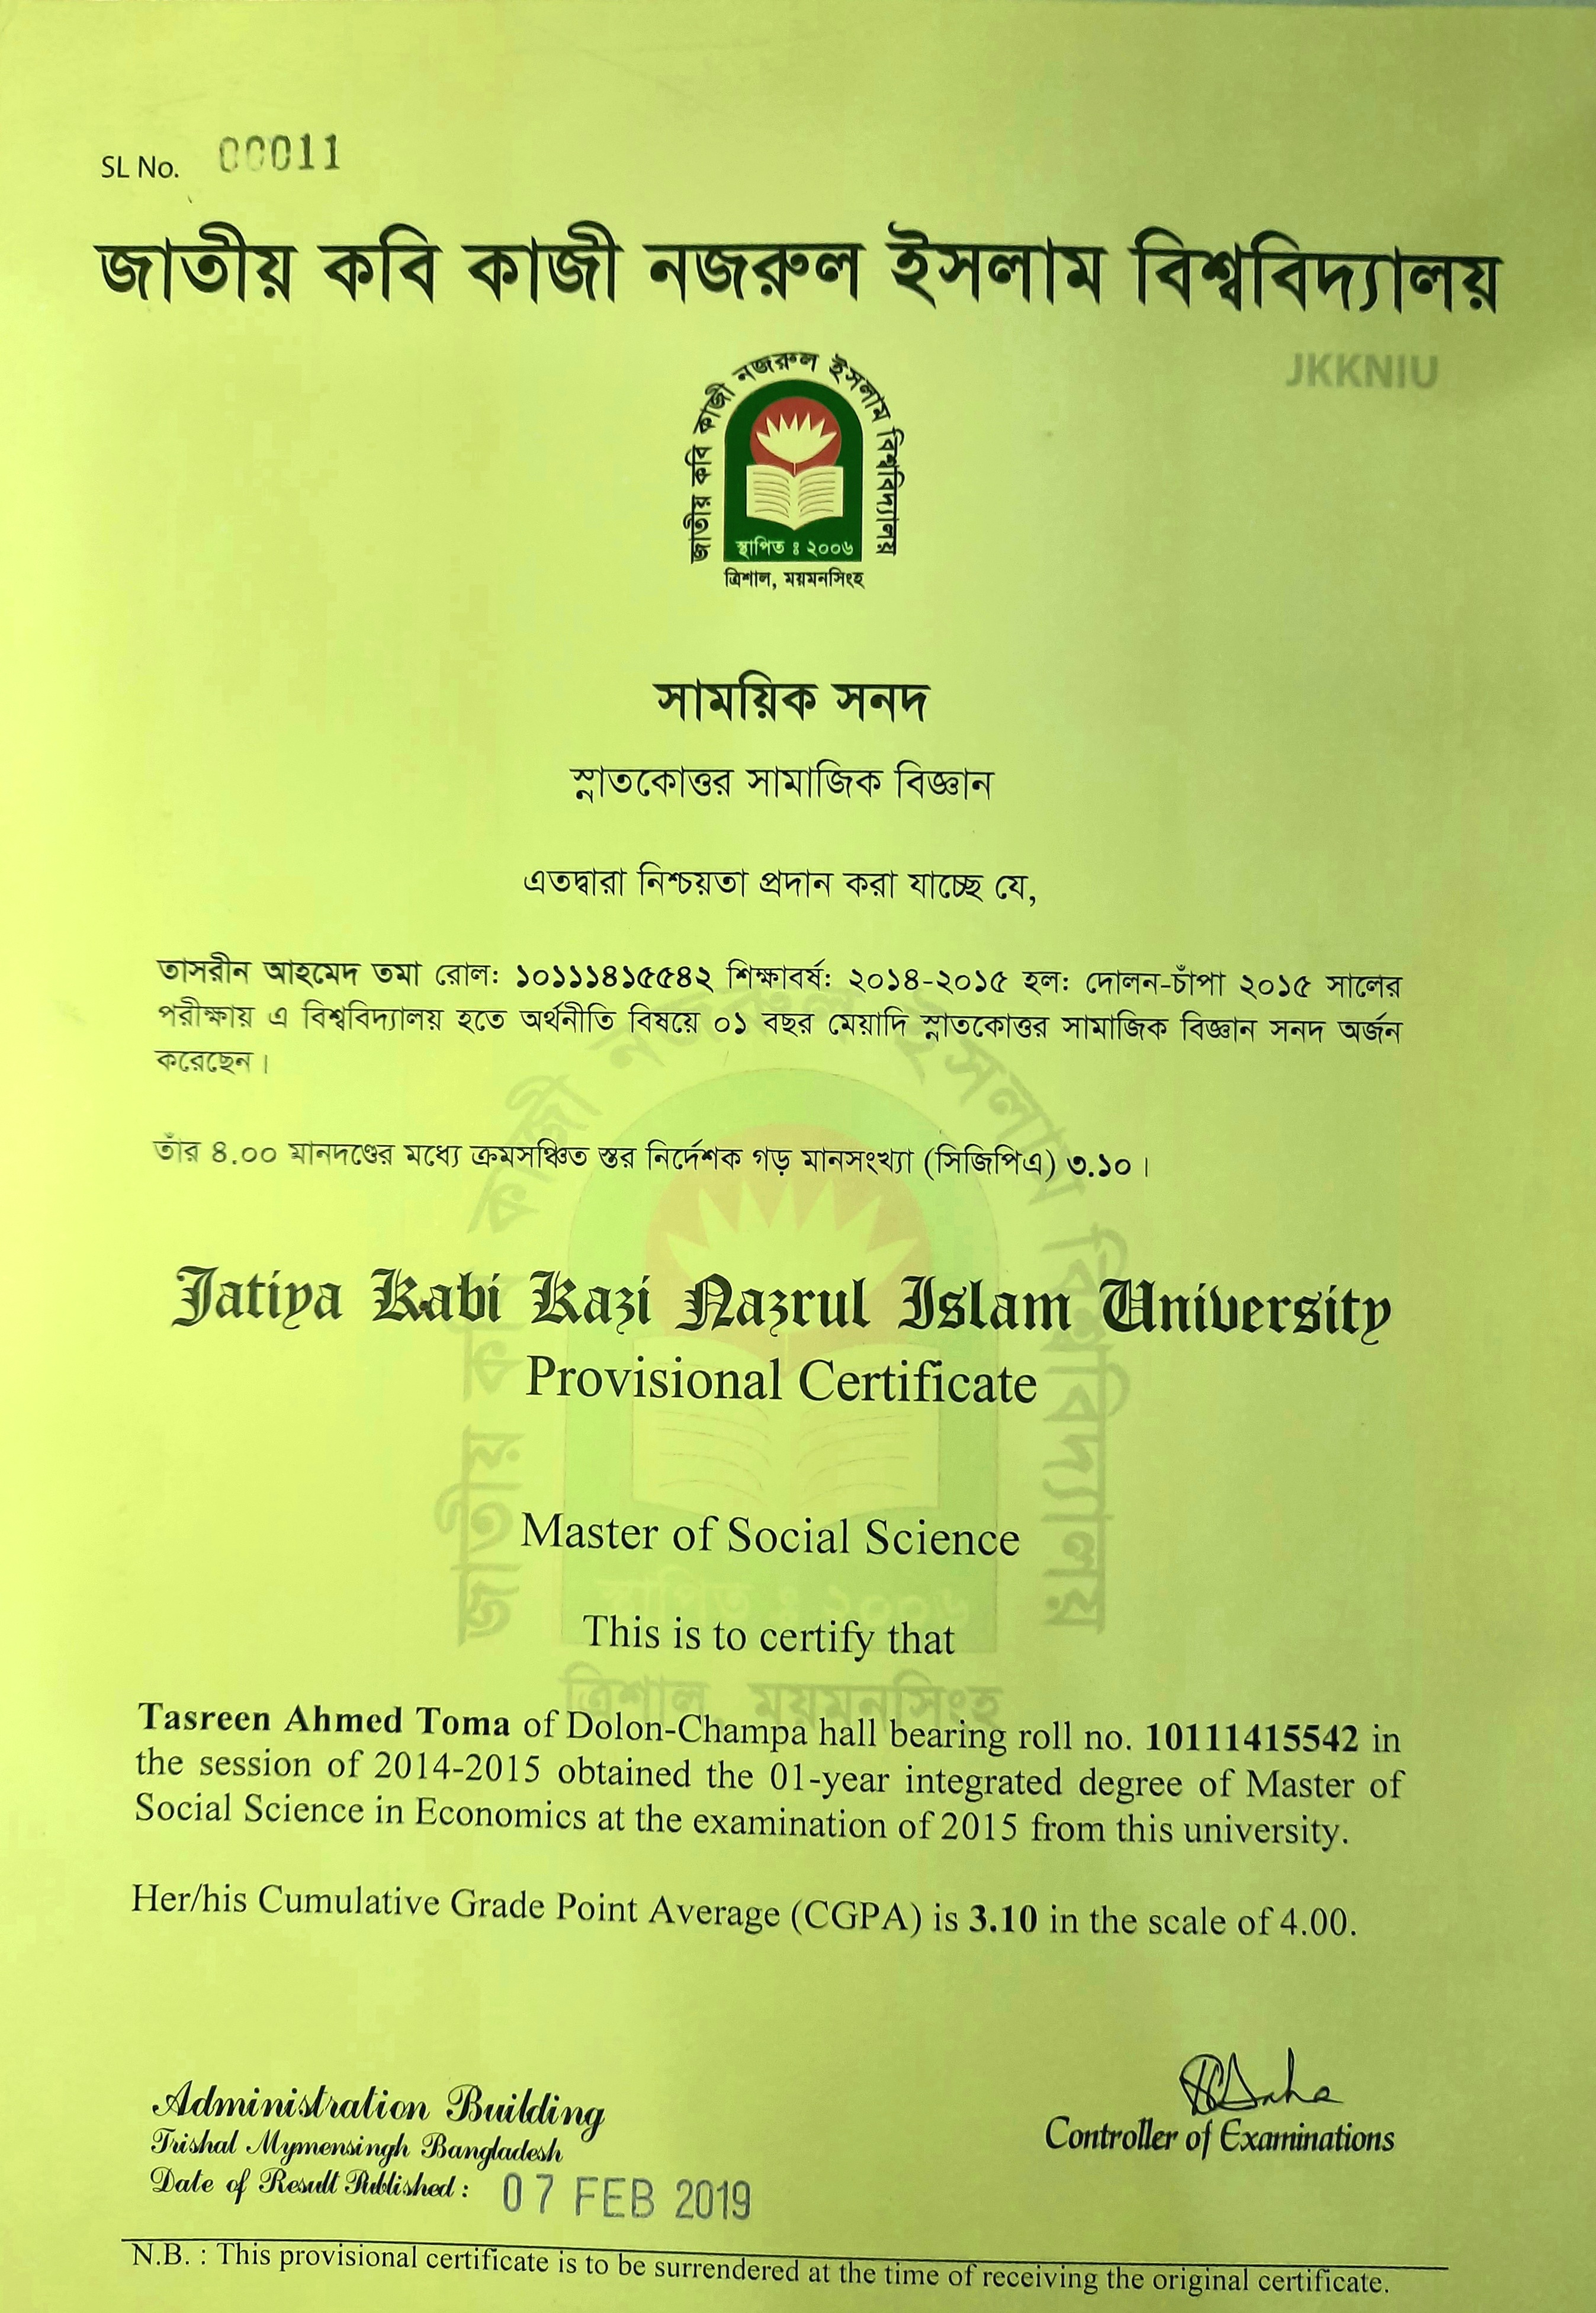 SL No. 00011
জাতীয় কবি কাজী নজরুল ইসলাম বিশ্ববিদ্যালয়
JKKNIU
জাতীয় কবি কাজী নজরুল ইসলাম বিশ্ববিদ্যালয়
স্থাপিত ঃ ২০০৬
ত্রিশাল, ময়মনসিংহ
সাময়িক সনদ
স্নাতকোত্তর সামাজিক বিজ্ঞান
এতদ্বারা নিশ্চয়তা প্রদান করা যাচ্ছে যে,
তাসরীন আহমেদ তমা রোল: ১০১১১৪১৫৫৪২ শিক্ষাবর্ষ: ২০১৪-২০১৫ হল: দোলন-চাঁপা ২০১৫ সালের
পরীক্ষায় এ বিশ্ববিদ্যালয় হতে অর্থনীতি বিষয়ে ০১ বছর মেয়াদি স্নাতকোত্তর সামাজিক বিজ্ঞান সনদ অর্জন
করেছেন।
তাঁর ৪.০০ মানদণ্ডের মধ্যে ক্রমসঞ্চিত স্তর নির্দেশক গড় মানসংখ্যা (সিজিপিএ) ৩.১০।
জাতীয় কবি কাজী নজরুল ইসলাম বিশ্ববিদ্যালয়
স্থাপিত ঃ ২০০৬
ত্রিশাল, ময়মনসিংহ
Jatiya Kabi Kazi Nazrul Islam University
Provisional Certificate
Master of Social Science
This is to certify that
Tasreen Ahmed Toma of Dolon-Champa hall bearing roll no. 10111415542 in
the session of 2014-2015 obtained the 01-year integrated degree of Master of
Social Science in Economics at the examination of 2015 from this university.
Her/his Cumulative Grade Point Average (CGPA) is 3.10 in the scale of 4.00.
Administration Building
Trishal Mymensingh Bangladesh
Date of Result Published : 07 FEB 2019
Controller of Examinations
N.B. : This provisional certificate is to be surrendered at the time of receiving the original certificate.